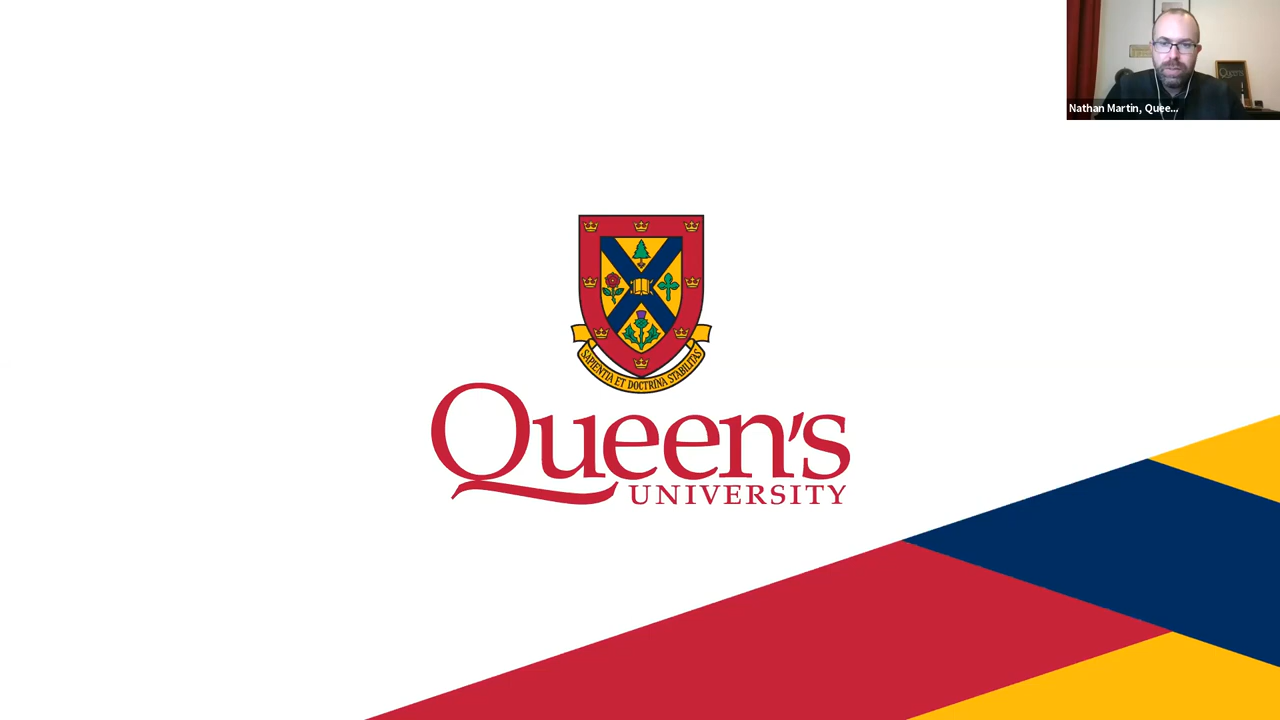 Nathan Martin, Quee...
SAPIENTIA ET DOCTRINA STABILITAS
Queen's
UNIVERSITY